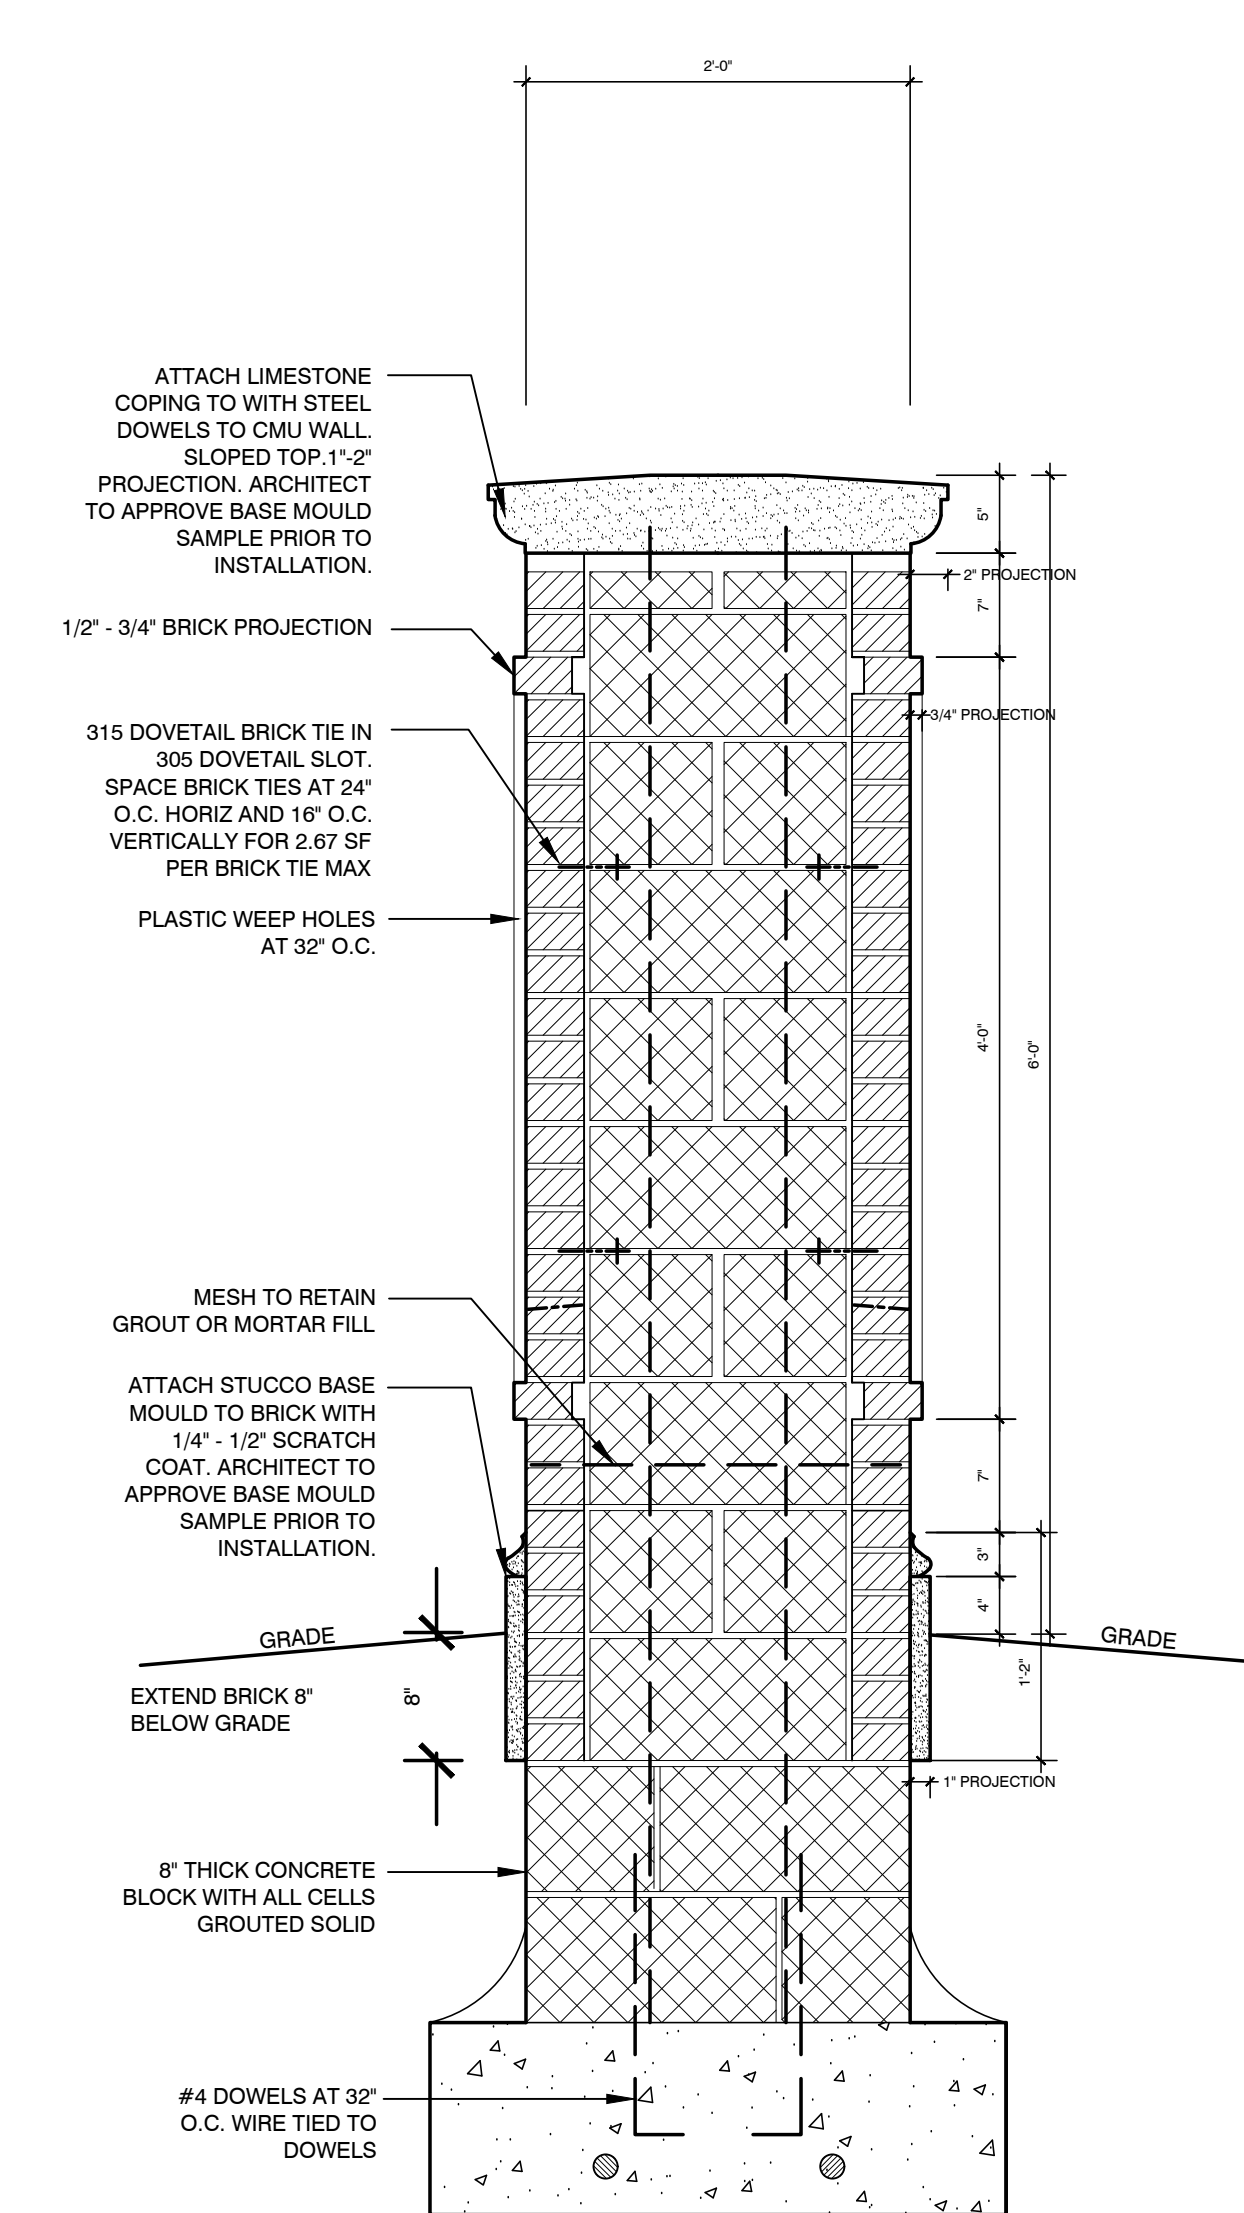 2'-0"
ATTACH LIMESTONE
COPING TO WITH STEEL
DOWELS TO CMU WALL.
SLOPED TOP.1"-2"
PROJECTION. ARCHITECT
TO APPROVE BASE MOULD
SAMPLE PRIOR TO
INSTALLATION.
5"
2" PROJECTION
7"
1/2" - 3/4" BRICK PROJECTION
3/4" PROJECTION
315 DOVETAIL BRICK TIE IN
305 DOVETAIL SLOT.
SPACE BRICK TIES AT 24"
O.C. HORIZ AND 16" O.C.
VERTICALLY FOR 2.67 SF
PER BRICK TIE MAX
PLASTIC WEEP HOLES
AT 32" O.C.
4'-0"
6'-0"
MESH TO RETAIN
GROUT OR MORTAR FILL
ATTACH STUCCO BASE
MOULD TO BRICK WITH
1/4" - 1/2" SCRATCH
COAT. ARCHITECT TO
APPROVE BASE MOULD
SAMPLE PRIOR TO
INSTALLATION.
7"
3"
4"
GRADE
GRADE
1'-2"
EXTEND BRICK 8"
BELOW GRADE
8"
1" PROJECTION
8" THICK CONCRETE
BLOCK WITH ALL CELLS
GROUTED SOLID
#4 DOWELS AT 32"
O.C. WIRE TIED TO
DOWELS